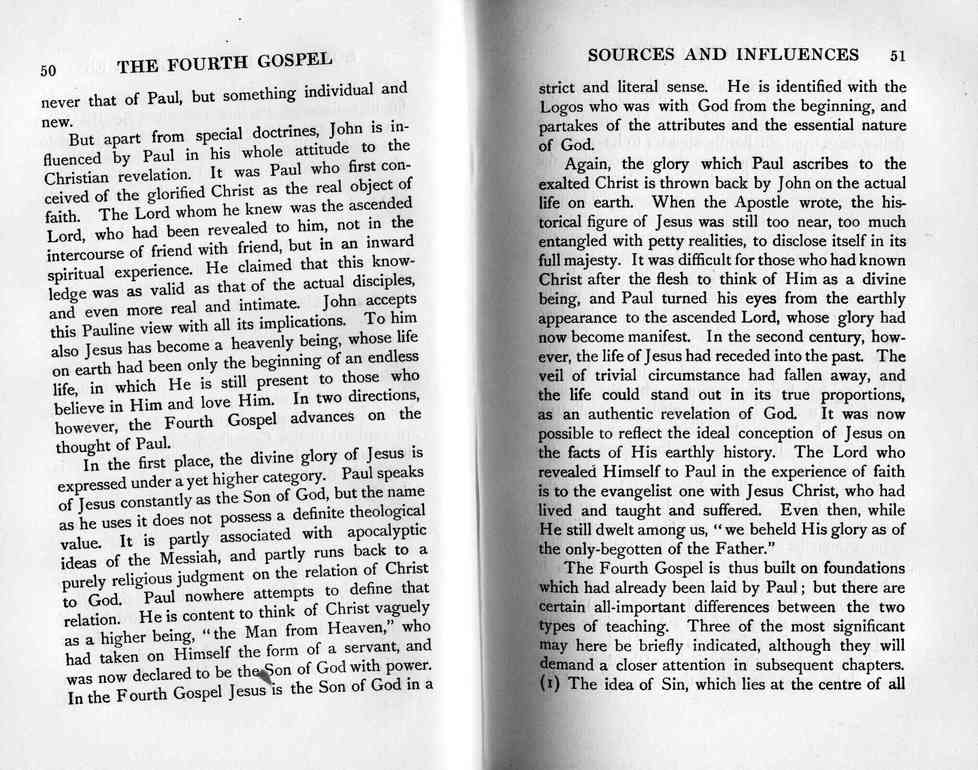 50 THE FOURTH GOSPEL
never that of Paul, but something individual and
new.
But apart from special doctrines, John is in-
fluenced by Paul in his whole attitude to the
Christian revelation. It was Paul who first con-
ceived of the glorified Christ as the real object of
faith. The Lord whom he knew was the ascended
Lord, who had been revealed to him, not in the
intercourse of friend with friend, but in an inward
spiritual experience. He claimed that this know-
ledge was as valid as that of the actual disciples,
and even more real and intimate. John accepts
this Pauline view with all its implications. To him
also Jesus has become a heavenly being, whose life
on earth had been only the beginning of an endless
life, in which He is still present to those who
believe in Him and love Him. In two directions,
however, the Fourth Gospel advances on the
thought of Paul.
In the first place, the divine glory of Jesus is
expressed under a yet higher category. Paul speaks
of Jesus constantly as the Son of God, but the name
as he uses it does not possess a definite theological
value. It is partly associated with apocalyptic
ideas of the Messiah, and partly runs back to a
purely religious judgment on the relation of Christ
to God. Paul nowhere attempts to define that
relation. He is content to think of Christ vaguely
as a higher being, "the Man from Heaven," who
had taken on Himself the form of a servant, and
was now declared to be the Son of God with power.
In the Fourth Gospel Jesus is the Son of God in a
SOURCES AND INFLUENCES 51
strict and literal sense. He is identified with the
Logos who was with God from the beginning, and
partakes of the attributes and the essential nature
of God.
Again, the glory which Paul ascribes to the
exalted Christ is thrown back by John on the actual
life on earth. When the Apostle wrote, the his-
torical figure of Jesus was still too near, too much
entangled with petty realities, to disclose itself in its
full majesty. It was difficult for those who had known
Christ after the flesh to think of Him as a divine
being, and Paul turned his eyes from the earthly
appearance to the ascended Lord, whose glory had
now become manifest. In the second century, how-
ever, the life of Jesus had receded into the past. The
veil of trivial circumstance had fallen away, and
the life could stand out in its true proportions,
as an authentic revelation of God. It was now
possible to reflect the ideal conception of Jesus on
the facts of His earthly history. The Lord who
revealed Himself to Paul in the experience of faith
is to the evangelist one with Jesus Christ, who had
lived and taught and suffered. Even then, while
He still dwelt among us, "we beheld His glory as of
the only-begotten of the Father."
The Fourth Gospel is thus built on foundations
which had already been laid by Paul; but there are
certain all-important differences between the two
types of teaching. Three of the most significant
may here be briefly indicated, although they will
demand a closer attention in subsequent chapters.
(1) The idea of Sin, which lies at the centre of all